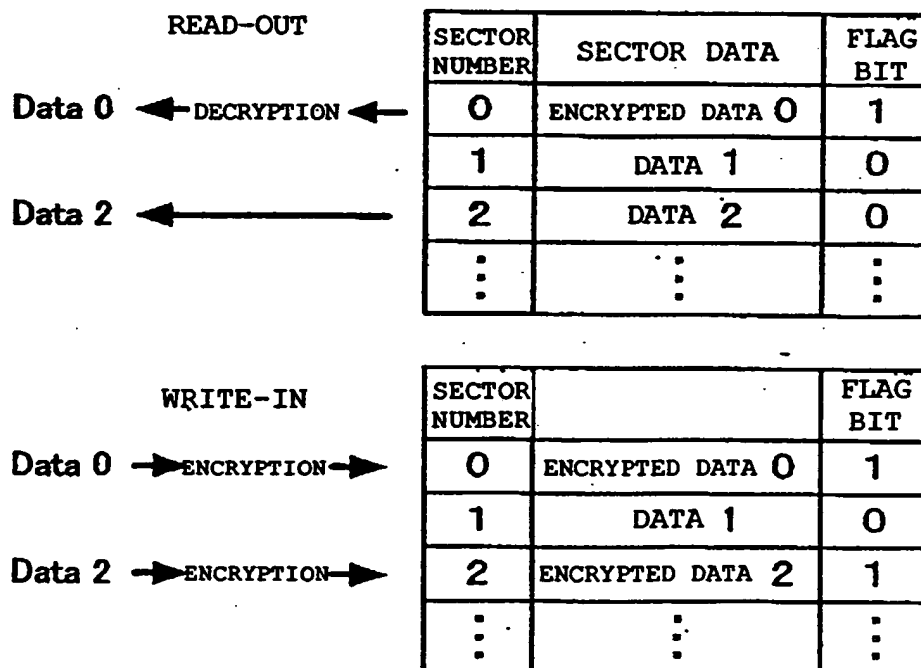 READ-OUT
SECTOR NUMBER SECTOR DATA FLAG BIT
Data 0 DECRYPTION 0 ENCRYPTED DATA 0 1
1 DATA 1 0
Data 2 2 DATA 2 0
WRITE-IN
SECTOR NUMBER FLAG BIT
Data 0 ENCRYPTION 0 ENCRYPTED DATA 0 1
1 DATA 1 0
Data 2 ENCRYPTION 2 ENCRYPTED DATA 2 1